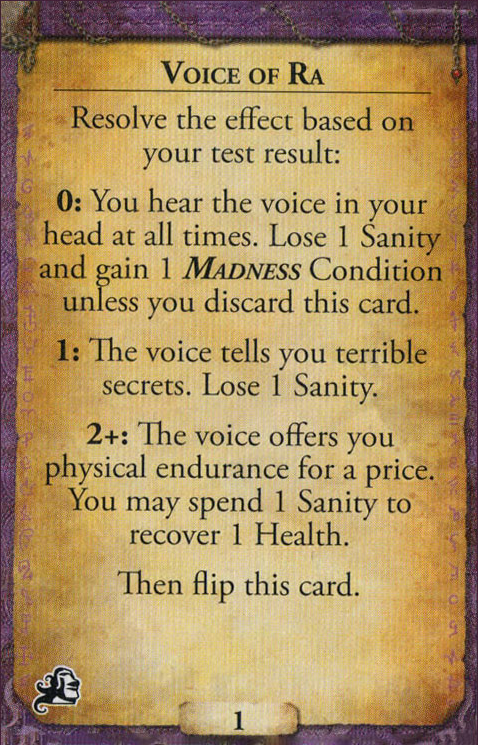 VOICE OF RA
Resolve the effect based on
your test result:
0: You hear the voice in your
head at all times. Lose 1 Sanity
and gain 1 MADNESS Condition
unless you discard this card.
1: The voice tells you terrible
secrets. Lose 1 Sanity.
2+: The voice offers you
physical endurance for a price.
You may spend 1 Sanity to
recover 1 Health.
Then flip this card.
1